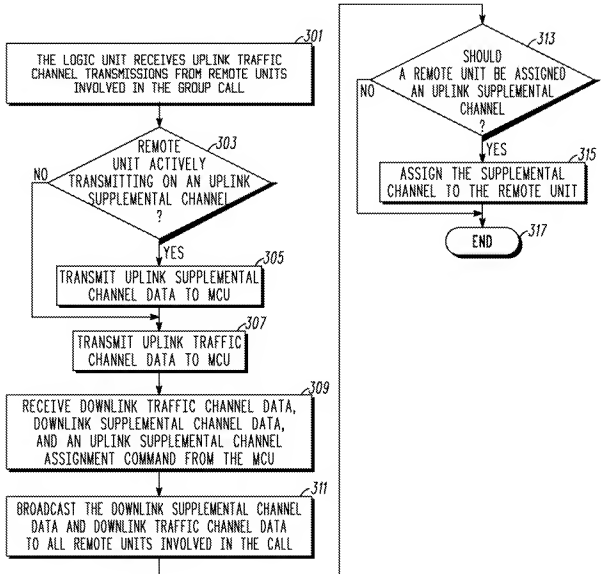 301
THE LOGIC UNIT RECEIVES UPLINK TRAFFIC
CHANNEL TRANSMISSIONS FROM REMOTE UNITS
INVOLVED IN THE GROUP CALL
303
REMOTE
UNIT ACTIVELY
TRANSMITTING ON AN UPLINK
SUPPLEMENTAL CHANNEL
?
NO
YES
305
TRANSMIT UPLINK SUPPLEMENTAL
CHANNEL DATA TO MCU
307
TRANSMIT UPLINK TRAFFIC
CHANNEL DATA TO MCU
309
RECEIVE DOWNLINK TRAFFIC CHANNEL DATA,
DOWNLINK SUPPLEMENTAL CHANNEL DATA,
AND AN UPLINK SUPPLEMENTAL CHANNEL
ASSIGNMENT COMMAND FROM THE MCU
311
BROADCAST THE DOWNLINK SUPPLEMENTAL CHANNEL
DATA AND DOWNLINK TRAFFIC CHANNEL DATA
TO ALL REMOTE UNITS INVOLVED IN THE CALL
313
SHOULD
A REMOTE UNIT BE ASSIGNED
AN UPLINK SUPPLEMENTAL
CHANNEL
?
NO
YES
315
ASSIGN THE SUPPLEMENTAL
CHANNEL TO THE REMOTE UNIT
END
317